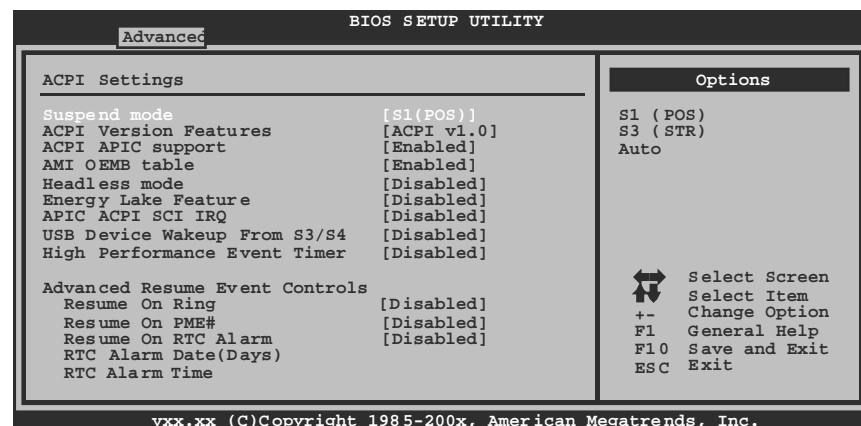 BIOS SETUP UTILITY
Advanced
ACPI Settings
Suspend mode [S1(POS)]
ACPI Version Features [ACPI v1.0]
ACPI APIC support [Enabled]
AMI OEMB table [Enabled]
Headless mode [Disabled]
Energy Lake Feature [Disabled]
APIC ACPI SCI IRQ [Disabled]
USB Device Wakeup From S3/S4 [Disabled]
High Performance Event Timer [Disabled]
Advanced Resume Event Controls
Resume On Ring [Disabled]
Resume On PME# [Disabled]
Resume On RTC Alarm [Disabled]
RTC Alarm Date(Days)
RTC Alarm Time
Options
S1 (POS)
S3 (STR)
Auto
Select Screen
Select Item
+- Change Option
F1 General Help
F10 Save and Exit
ESC Exit
vxx.xx (C)Copyright 1985-200x, American Megatrends, Inc.